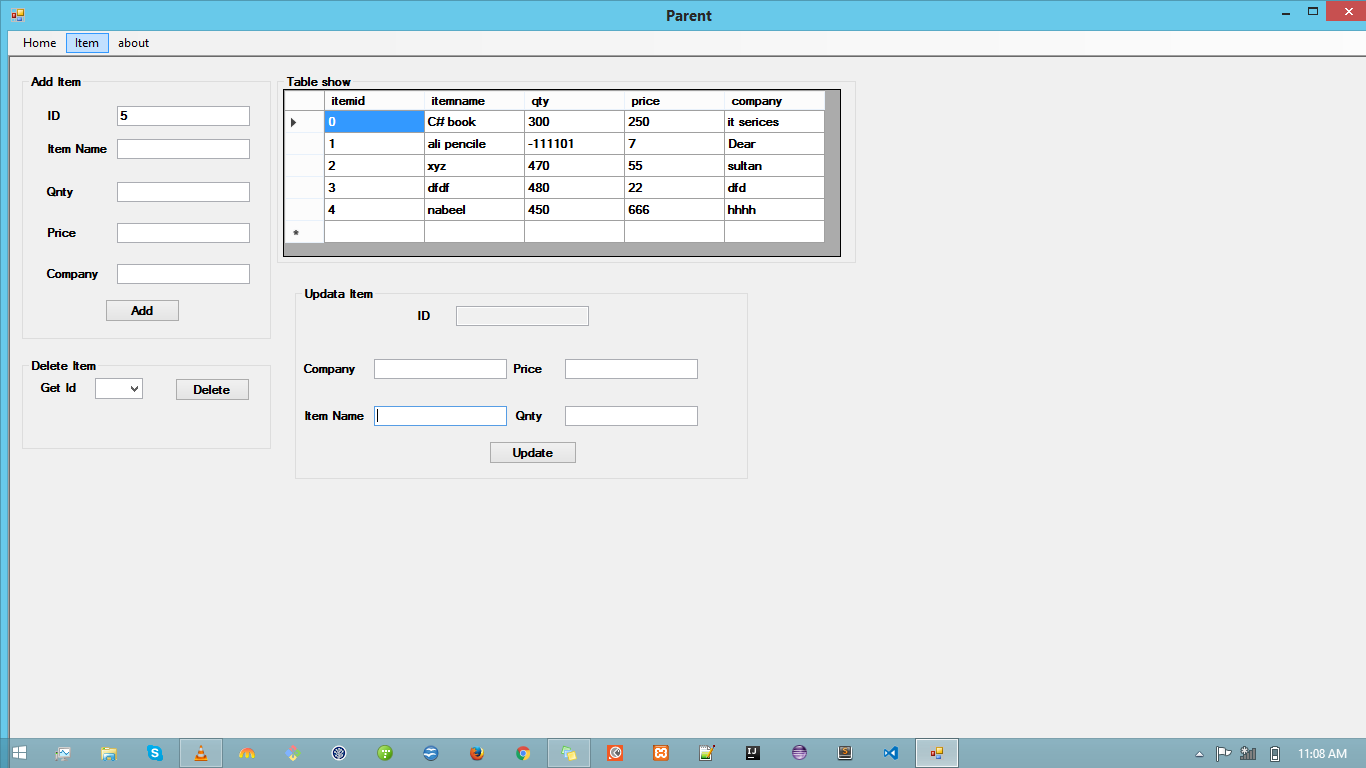 Parent
Home Item about
Add Item
ID 5
Item Name
Qnty
Price
Company
Add
Delete Item
Get Id
Delete
Table show
itemid itemname qty price company
0 C# book 300 250 it serices
1 ali pencile -111101 7 Dear
2 xyz 470 55 sultan
3 dfdf 480 22 dfd
4 nabeel 450 666 hhhh
*
Updata Item
ID
Company Price
Item Name Qnty
Update
11:08 AM